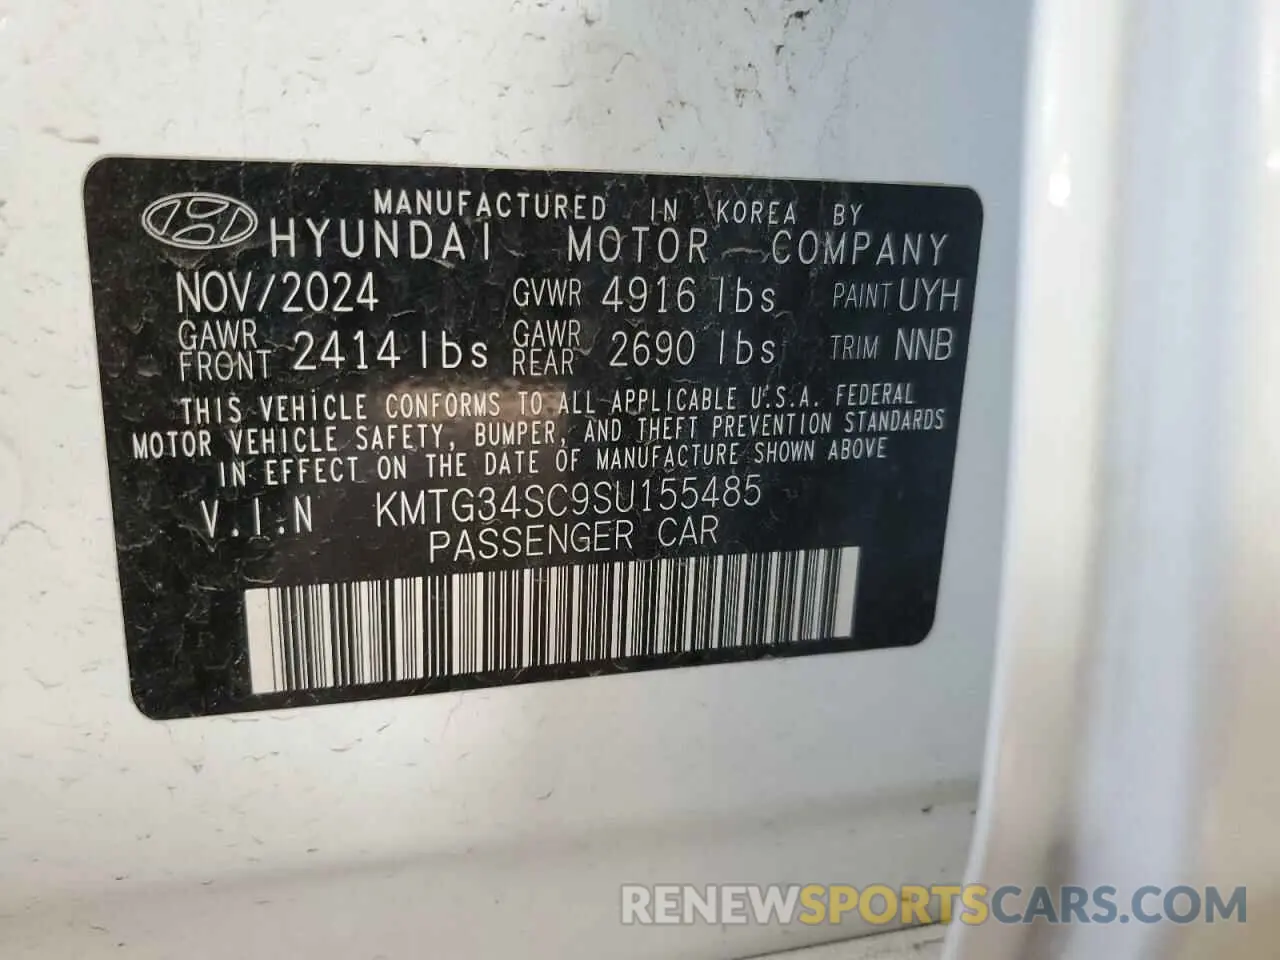 MANUFACTURED IN KOREA BY
HYUNDAI MOTOR COMPANY
NOV/2024 GVWR 4916 lbs PAINT UYH
GAWR FRONT 2414 lbs GAWR REAR 2690 lbs TRIM NNB
THIS VEHICLE CONFORMS TO ALL APPLICABLE U.S.A. FEDERAL
MOTOR VEHICLE SAFETY, BUMPER, AND THEFT PREVENTION STANDARDS
IN EFFECT ON THE DATE OF MANUFACTURE SHOWN ABOVE
V.I.N KMTG34SC9SU155485
PASSENGER CAR
RENEWSPORTSCARS.COM